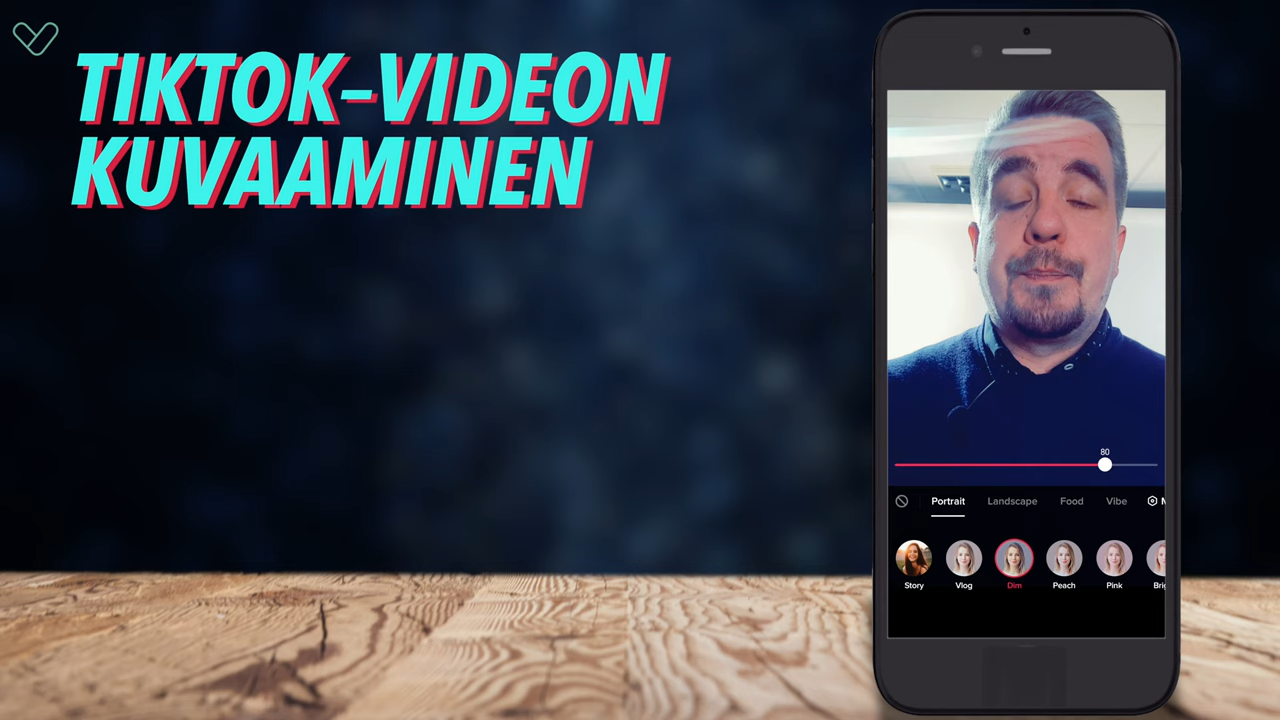 TIKTOK-VIDEON
KUVAAMINEN
80
Portrait Landscape Food Vibe
Story Vlog Dim Peach Pink